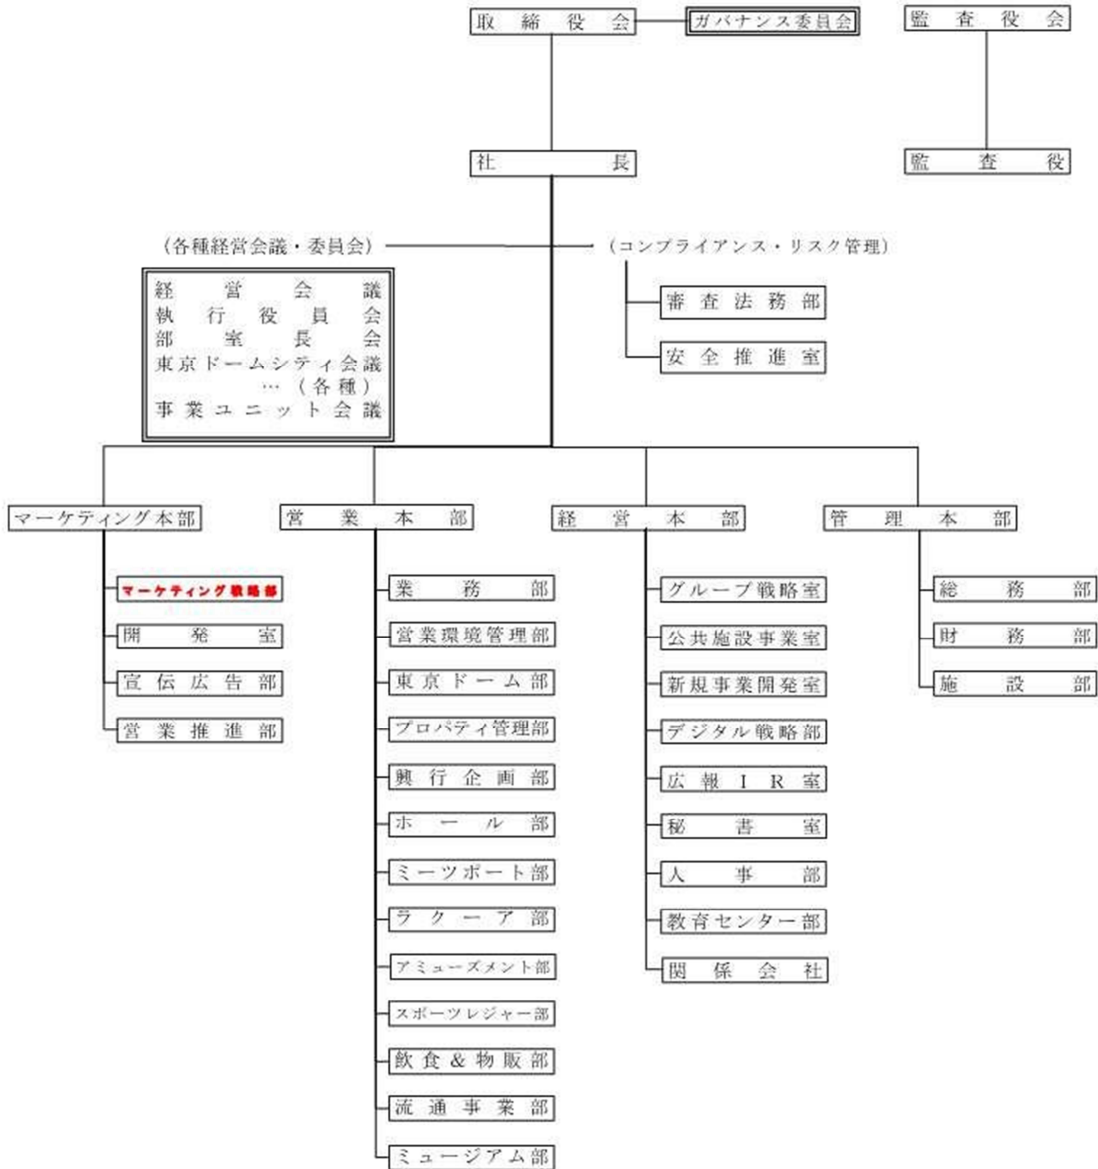 取締役会
ガバナンス委員会
監査役会
社長
監査役
(各種経営会議・委員会)
(コンプライアンス・リスク管理)
経営会議
執行役員会
部室長会
東京ドームシティ会議
…(各種)
事業ユニット会議
審査法務部
安全推進室
マーケティング本部
営業本部
経営本部
管理本部
マーケティング戦略部
開発室
宣伝広告部
営業推進部
業務部
営業環境管理部
東京ドーム部
プロパティ管理部
興行企画部
ホール部
ミーツポート部
ラクーア部
アミューズメント部
スポーツレジャー部
飲食&物販部
流通事業部
ミュージアム部
グループ戦略室
公共施設事業室
新規事業開発室
デジタル戦略部
広報IR室
秘書室
人事部
教育センター部
関係会社
総務部
財務部
施設部